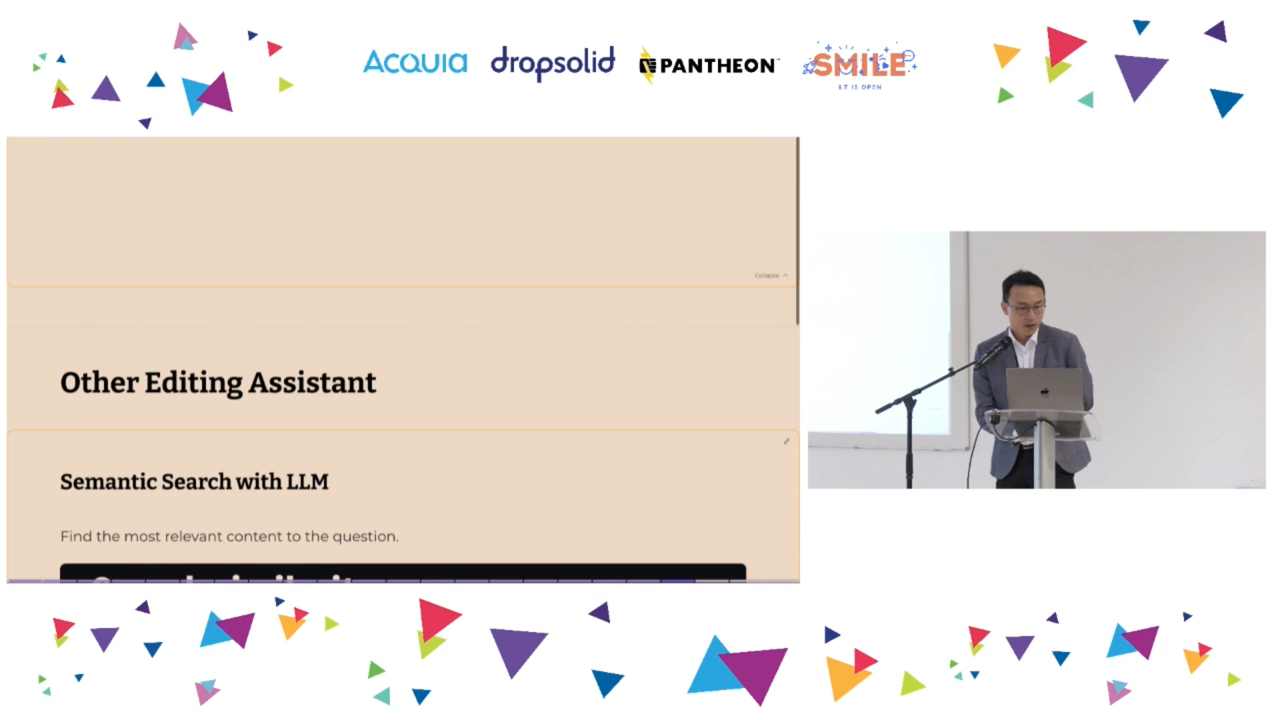 ACQUIA
dropsolid
PANTHEON
SMILE
I.T IS OPEN
Collapse
Other Editing Assistant
Semantic Search with LLM
Find the most relevant content to the question.